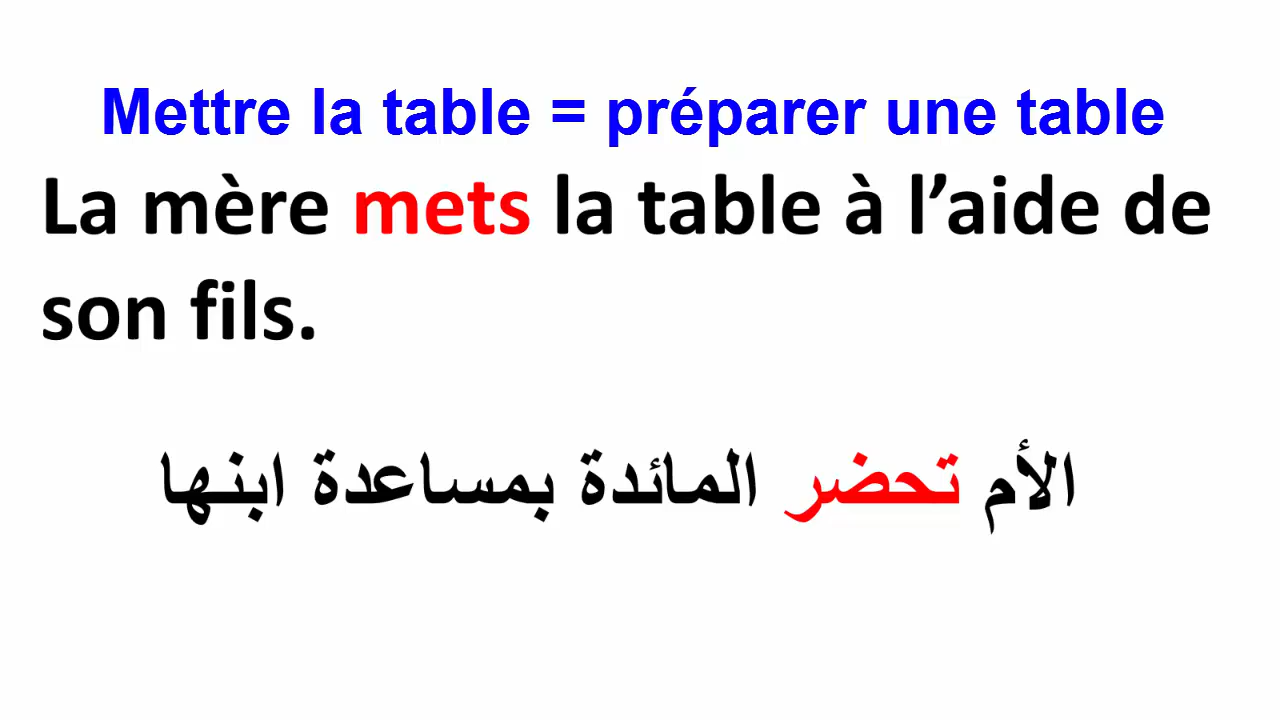 Mettre la table = préparer une table
La mère mets la table à l’aide de
son fils.
الأم تحضر المائدة بمساعدة ابنها